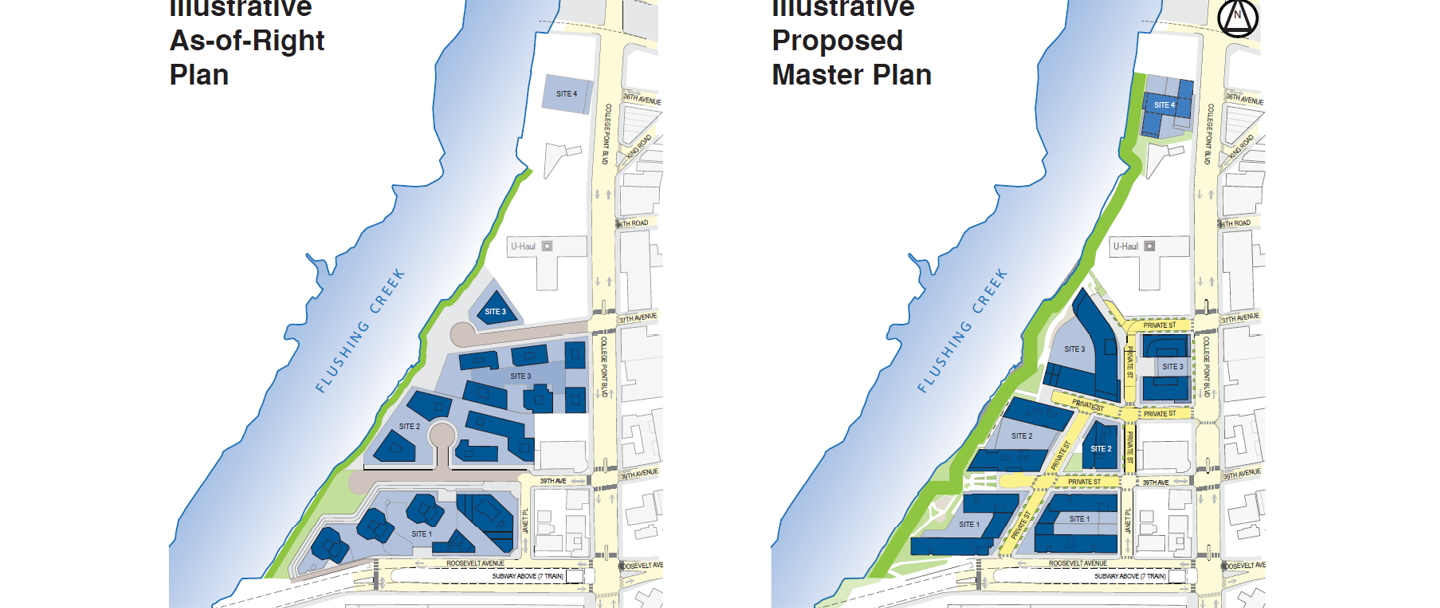 Illustrative
As-of-Right
Plan
SITE 4
COLLEGE POINT BLVD
36TH AVENUE
KING ROAD
U-Haul
FLUSHING CREEK
SITE 3
37TH AVENUE
SITE 3
COLLEGE POINT BLVD
SITE 2
39TH AVENUE
39TH AVE
JANET PL
SITE 1
ROOSEVELT AVENUE
ROOSEVELT AVE
SUBWAY ABOVE (7 TRAIN)
Illustrative
Proposed
Master Plan
N
SITE 4
COLLEGE POINT BLVD
36TH AVENUE
KING ROAD
U-Haul
FLUSHING CREEK
PRIVATE ST
37TH AVENUE
SITE 3
PRIVATE ST
SITE 3
COLLEGE POINT BLVD
PRIVATE ST
PRIVATE ST
SITE 2
PRIVATE ST
SITE 2
PRIVATE ST
39TH AVENUE
PRIVATE ST
39TH AVE
SITE 1
PRIVATE ST
SITE 1
JANET PL
ROOSEVELT AVENUE
SUBWAY ABOVE (7 TRAIN)